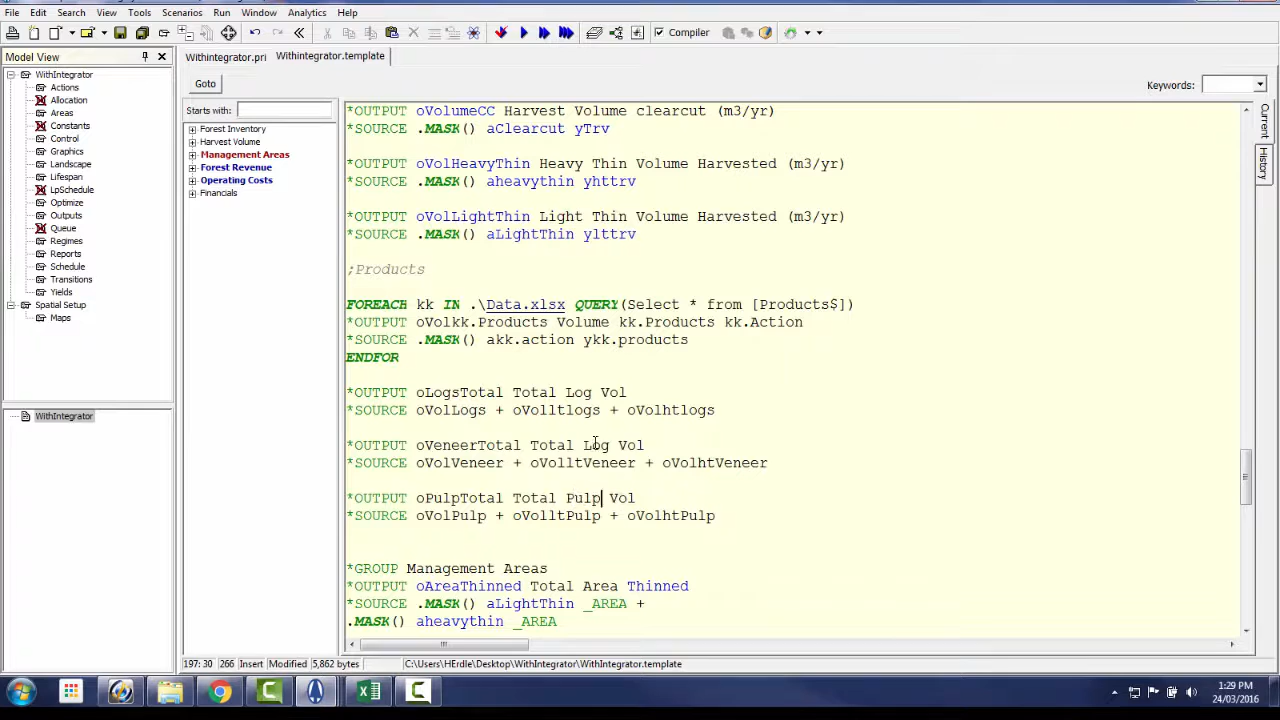 File Edit Search View Tools Scenarios Run Window Analytics Help
Compiler
Model View
Withintegrator.pri Withintegrator.template
Goto
Keywords:
Starts with:
WithIntegrator
Actions
Allocation
Areas
Constants
Control
Graphics
Landscape
Lifespan
LpSchedule
Optimize
Outputs
Queue
Regimes
Reports
Schedule
Transitions
Yields
Spatial Setup
Maps
WithIntegrator
Forest Inventory
Harvest Volume
Management Areas
Forest Revenue
Operating Costs
Financials
*OUTPUT oVolumeCC Harvest Volume clearcut (m3/yr)
*SOURCE .MASK() aClearcut yTrv
*OUTPUT oVolHeavyThin Heavy Thin Volume Harvested (m3/yr)
*SOURCE .MASK() aheavythin yhttrv
*OUTPUT oVolLightThin Light Thin Volume Harvested (m3/yr)
*SOURCE .MASK() aLightThin ylttrv
;Products
FOREACH kk IN .\Data.xlsx QUERY(Select * from [Products$])
*OUTPUT oVolkk.Products Volume kk.Products kk.Action
*SOURCE .MASK() akk.action ykk.products
ENDFOR
*OUTPUT oLogsTotal Total Log Vol
*SOURCE oVolLogs + oVolltlogs + oVolhtlogs
*OUTPUT oVeneerTotal Total Log Vol
*SOURCE oVolVeneer + oVolltVeneer + oVolhtVeneer
*OUTPUT oPulpTotal Total Pulp Vol
*SOURCE oVolPulp + oVolltPulp + oVolhtPulp
*GROUP Management Areas
*OUTPUT oAreaThinned Total Area Thinned
*SOURCE .MASK() aLightThin _AREA +
.MASK() aheavythin _AREA
Current
History
197: 30 266 Insert Modified 5,862 bytes C:\Users\HErdle\Desktop\WithIntegrator\WithIntegrator.template
1:29 PM
24/03/2016